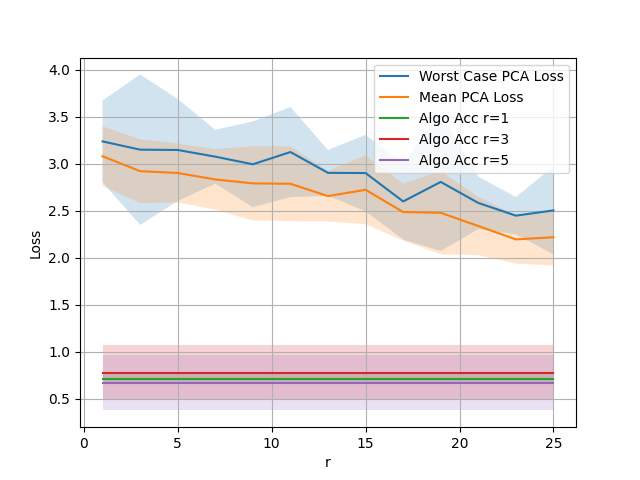 4.0
3.5
3.0
2.5
2.0
1.5
1.0
0.5
Loss
0
5
10
15
20
25
r
Worst Case PCA Loss
Mean PCA Loss
Algo Acc r=1
Algo Acc r=3
Algo Acc r=5